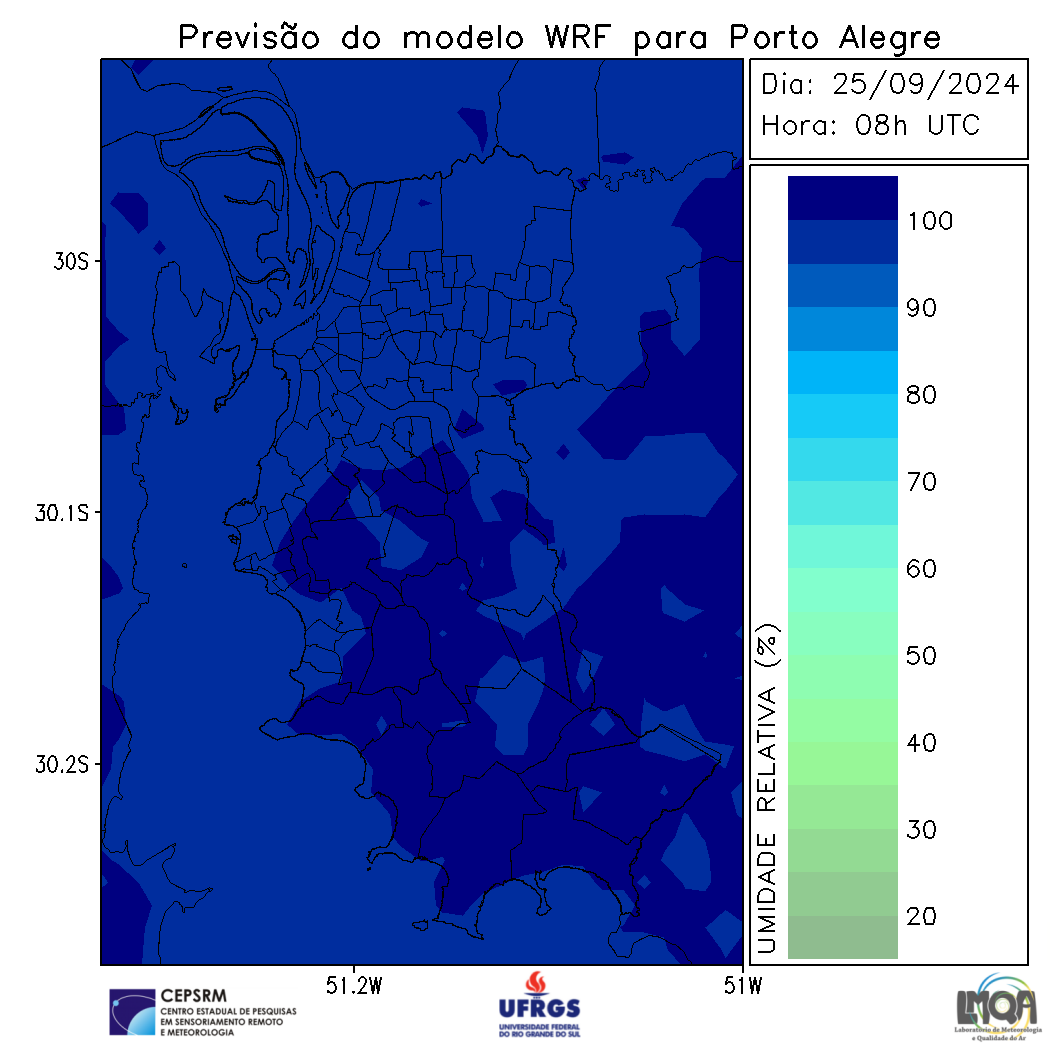 Previsão do modelo WRF para Porto Alegre
Dia: 25/09/2024
Hora: 08h UTC
30S
30.1S
30.2S
51.2W
51W
UMIDADE RELATIVA (%)
100
90
80
70
60
50
40
30
20
CEPSRM
CENTRO ESTADUAL DE PESQUISAS
EM SENSORIAMENTO REMOTO
E METEOROLOGIA
UFRGS
UNIVERSIDADE FEDERAL
DO RIO GRANDE DO SUL
LMQA
Laboratório de Meteorologia
e Qualidade do Ar